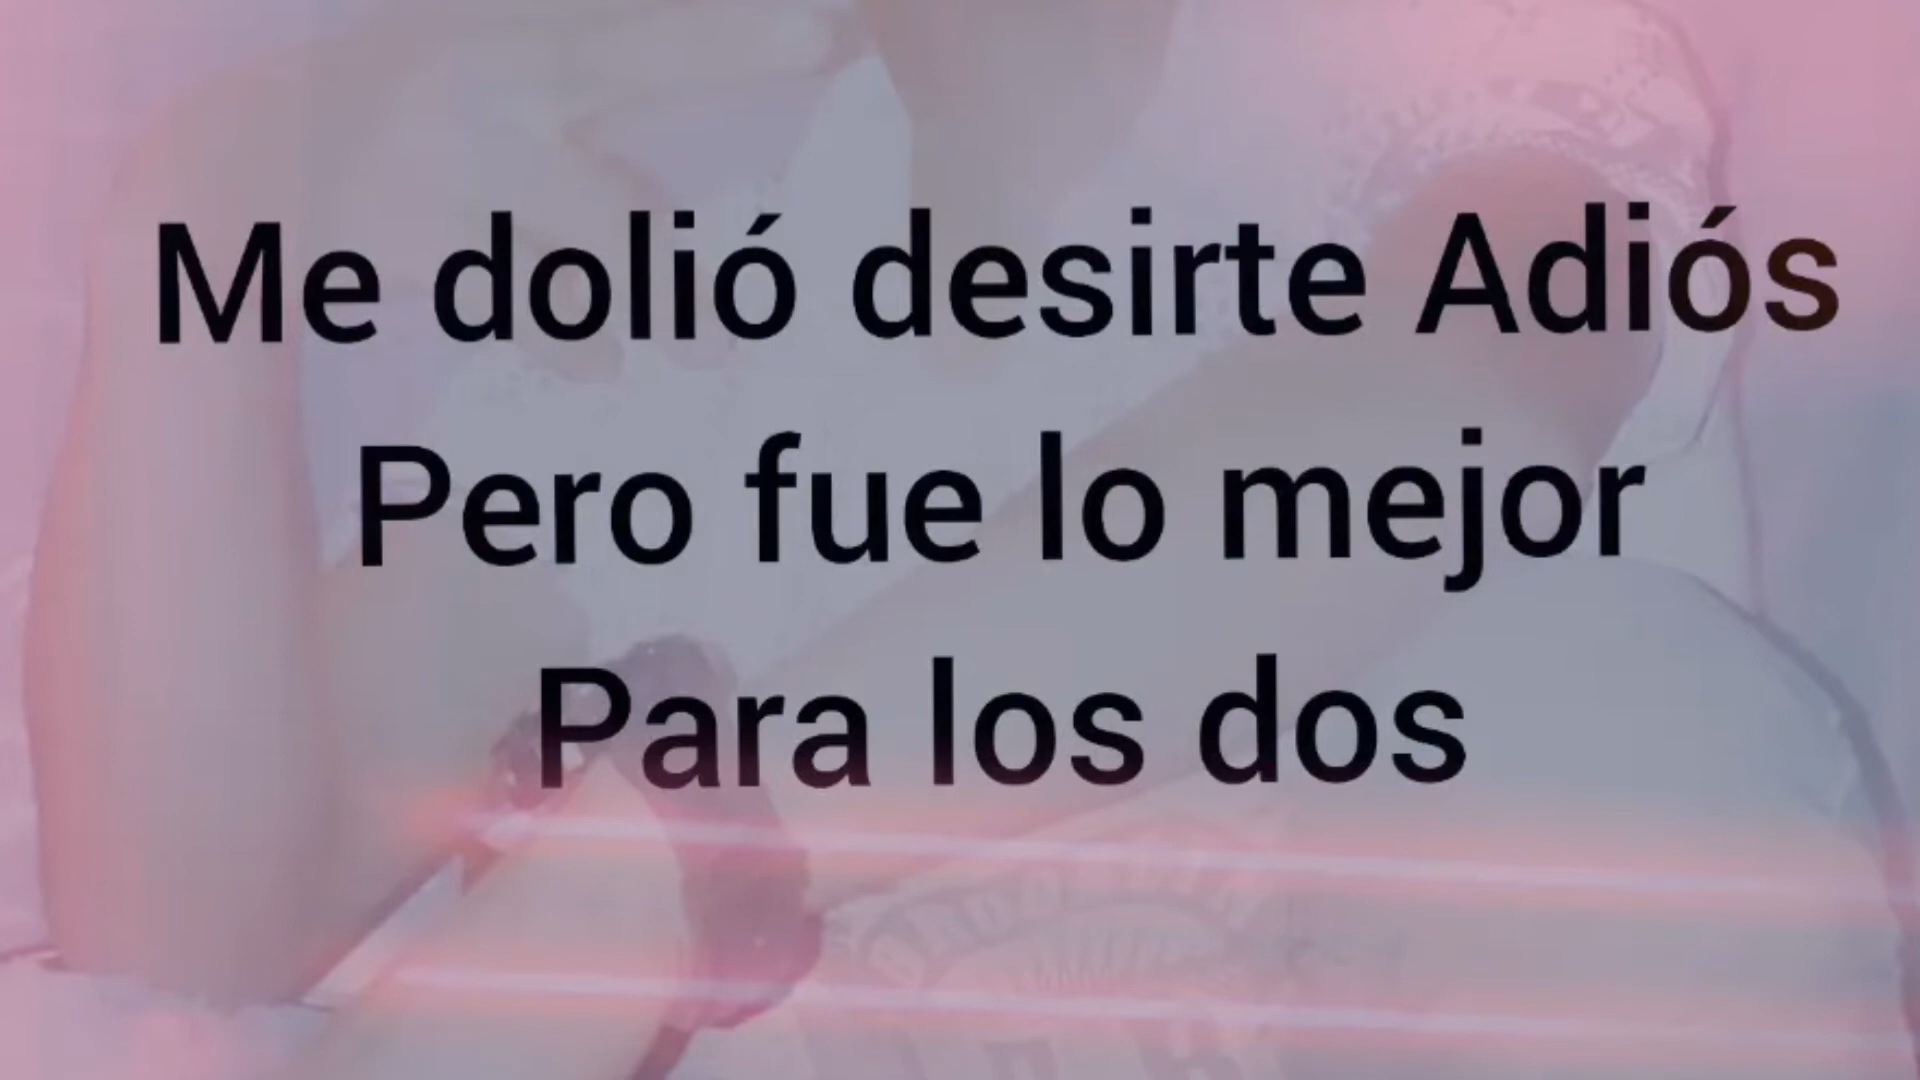 Me dolió desirte Adiós
Pero fue lo mejor
Para los dos